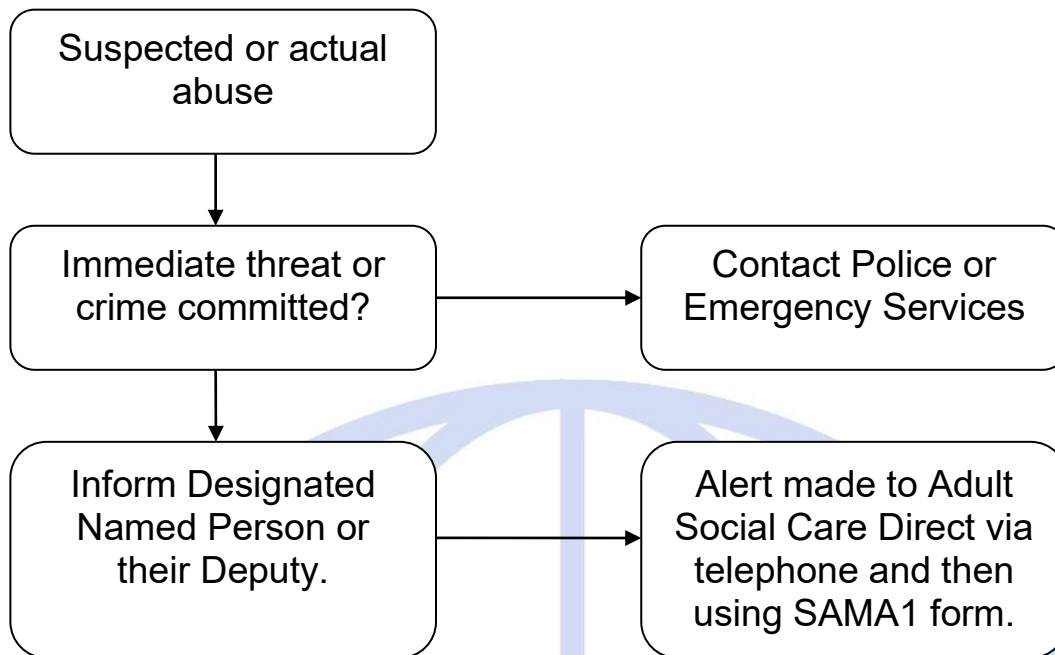 Suspected or actual
abuse
Immediate threat or
crime committed?
Contact Police or
Emergency Services
Inform Designated
Named Person or
their Deputy.
Alert made to Adult
Social Care Direct via
telephone and then
using SAMA1 form.